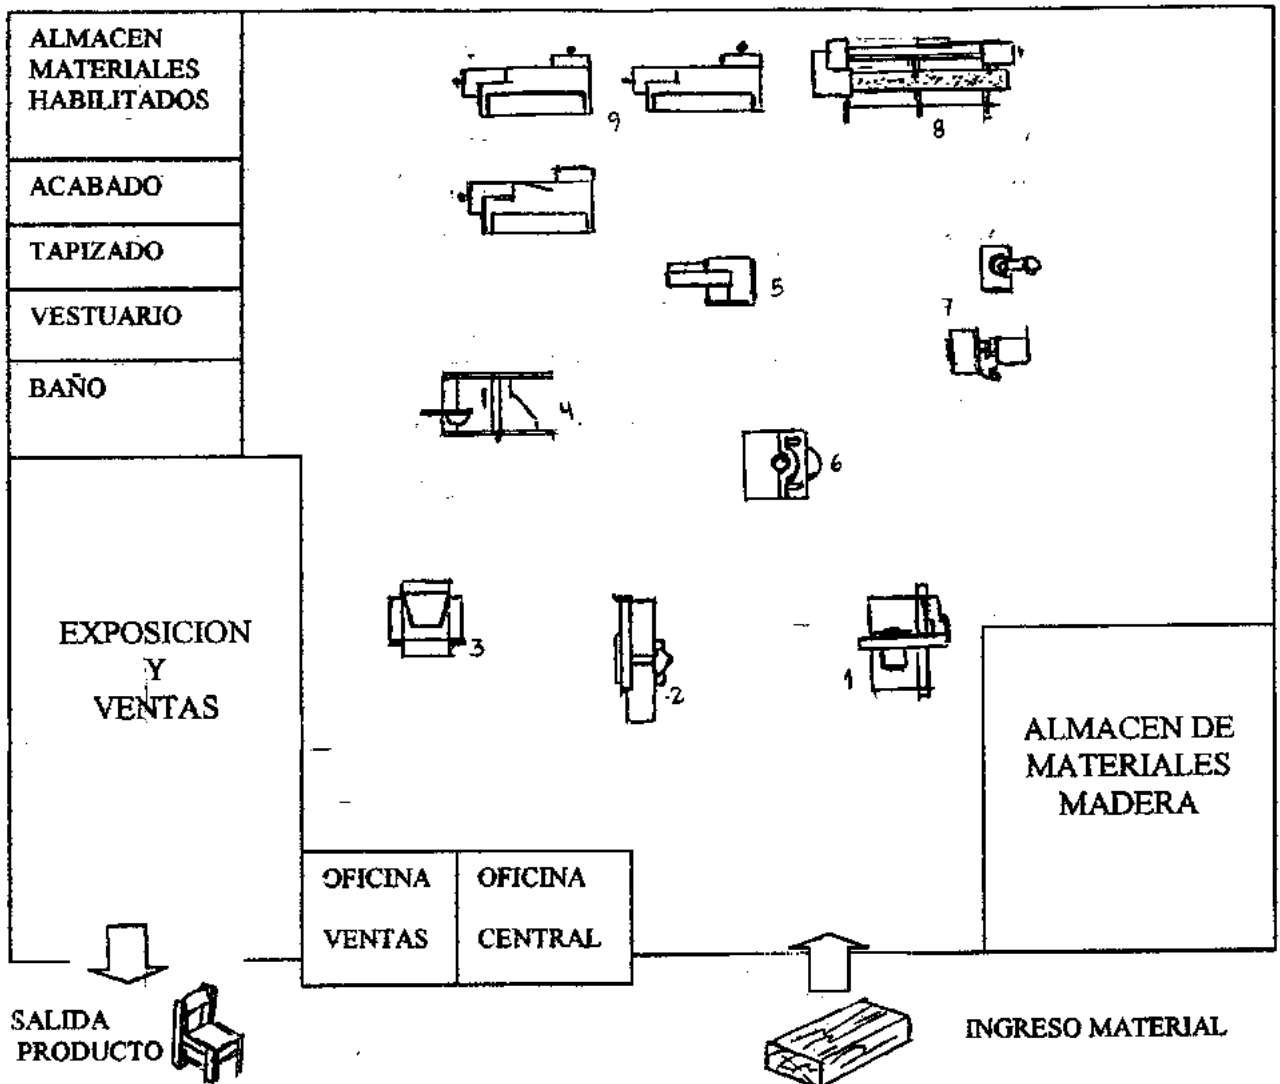 ALMACEN
MATERIALES
HABILITADOS
9
8
ACABADO
TAPIZADO
5
7
VESTUARIO
BAÑO
4
6
EXPOSICION
Y
VENTAS
3
2
1
ALMACEN DE
MATERIALES
MADERA
OFICINA
VENTAS
OFICINA
CENTRAL
SALIDA
PRODUCTO
INGRESO MATERIAL